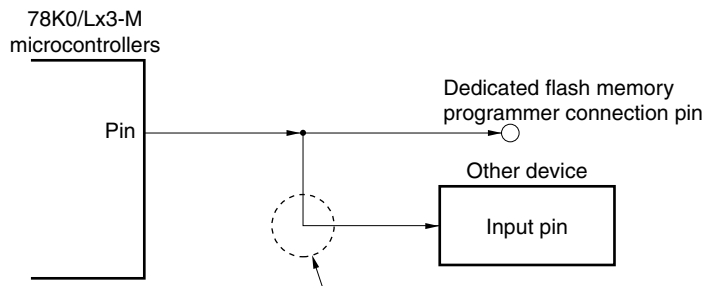 78K0/Lx3-M
microcontrollers
Pin
Dedicated flash memory
programmer connection pin
Other device
Input pin